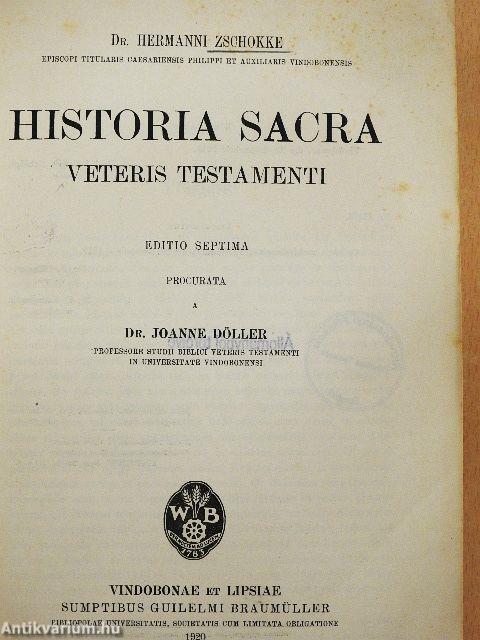 Dr. HERMANNI ZSCHOKKE
EPISCOPI TITULARIS CAESARIENSIS PHILIPPI ET AUXILIARIS VINDOBONENSIS
HISTORIA SACRA
VETERIS TESTAMENTI
EDITIO SEPTIMA
PROCURATA
A
Dr. JOANNE DÖLLER
PROFESSORE STUDII BIBLICI VETERIS TESTAMENTI
IN UNIVERSITATE VINDOBONENSI
W B
1783
VINDOBONAE ET LIPSIAE
SUMPTIBUS GUILELMI BRAUMÜLLER
BIBLIOPOLAE UNIVERSITATIS, SOCIETATIS CUM LIMITATA OBLIGATIONE
1920
Antikvarium.hu